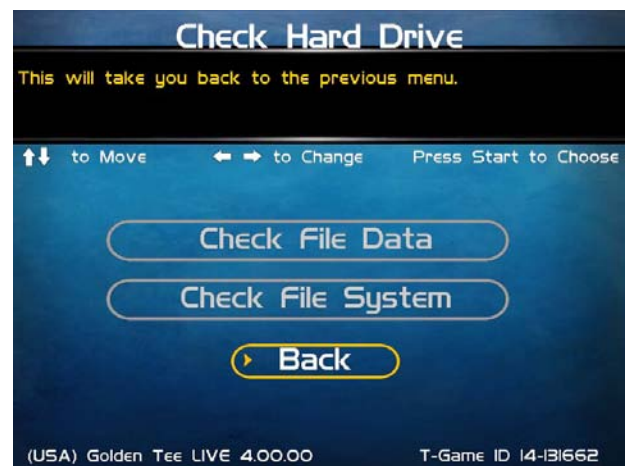 Check Hard Drive
This will take you back to the previous menu.
to Move to Change Press Start to Choose
Check File Data
Check File System
Back
(USA) Golden Tee LIVE 4.00.00 T-Game ID 14-131662